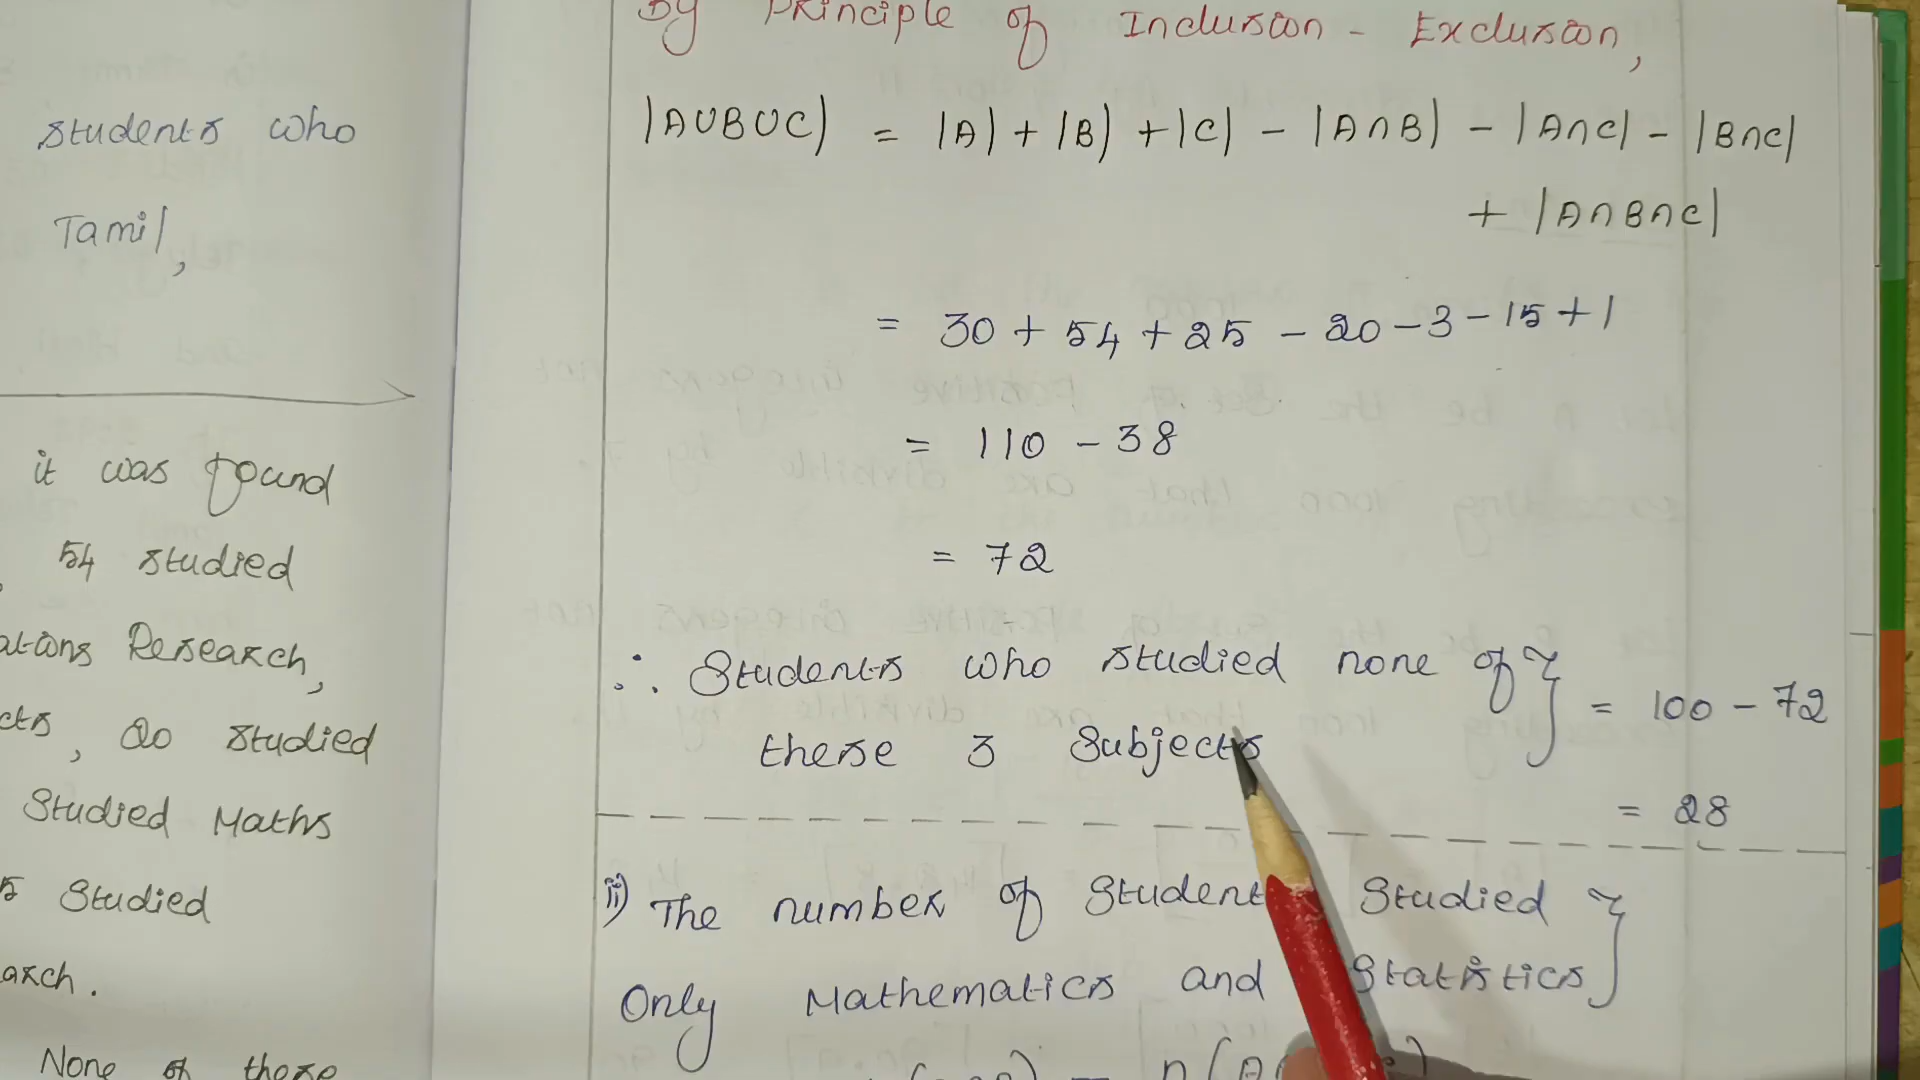 students who
Tamil,
it was found
54 studied
Research,
20 studied
Studied Maths
Studied
None of these
By Principle of Inclusion - Exclusion,
|A∪B∪C| = |A| + |B| + |C| - |A∩B| - |A∩C| - |B∩C|
+ |A∩B∩C|
= 30 + 54 + 25 - 20 - 3 - 15 + 1
= 110 - 38
= 72
∴ Students who studied none of } = 100 - 72
these 3 Subjects
= 28
ii) The number of Student Studied }
Only Mathematics and Statistics